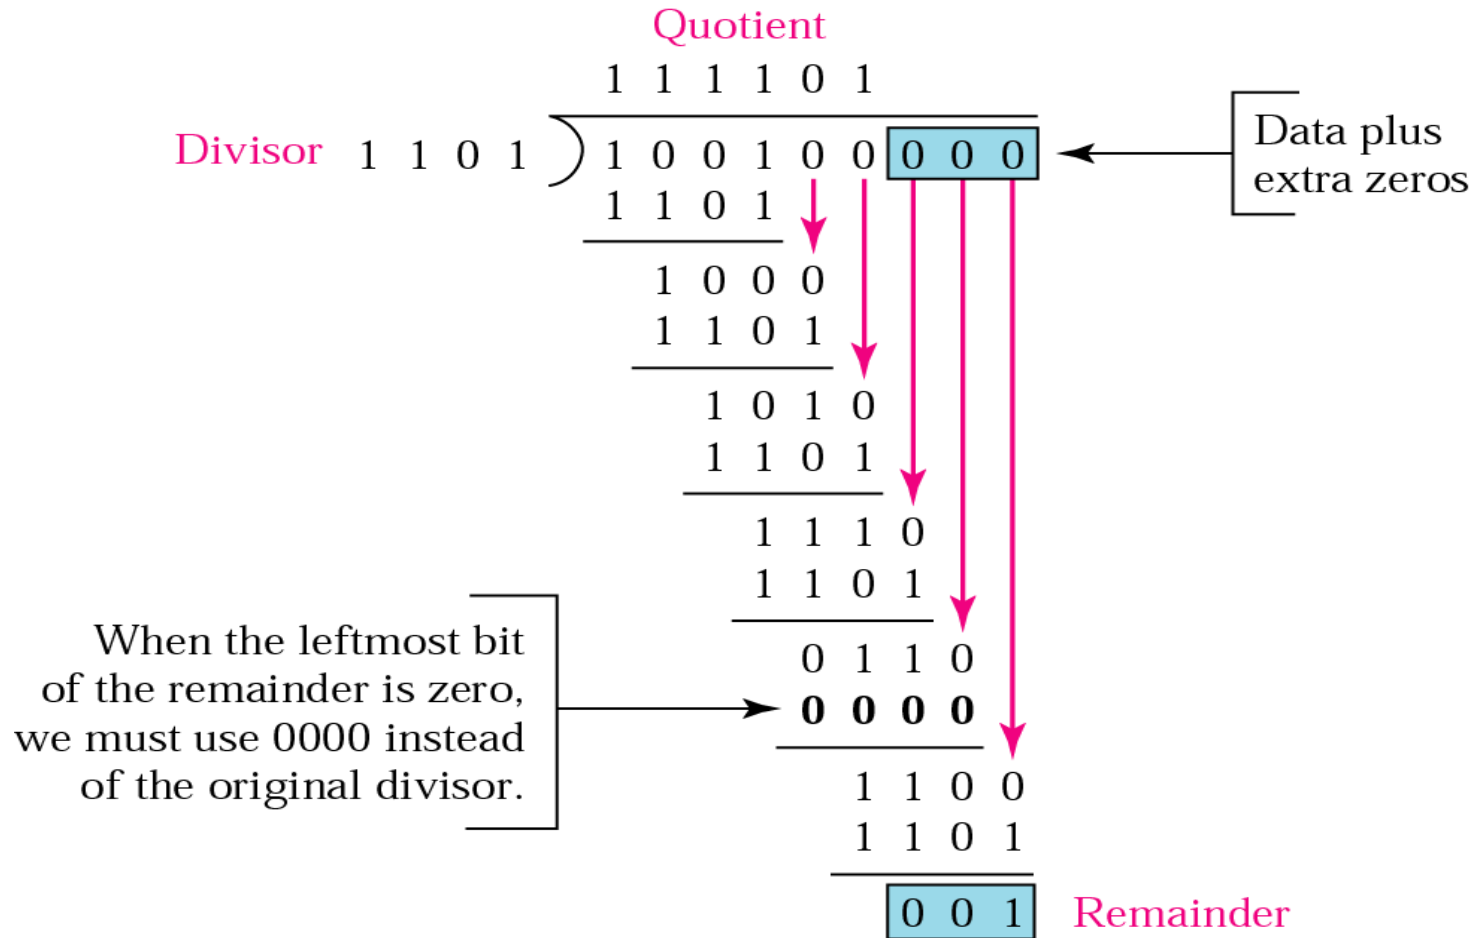 Quotient
1 1 1 1 0 1
Divisor 1 1 0 1 1 0 0 1 0 0 0 0 0
Data plus
extra zeros
1 1 0 1
1 0 0 0
1 1 0 1
1 0 1 0
1 1 0 1
1 1 1 0
1 1 0 1
When the leftmost bit
of the remainder is zero,
we must use 0000 instead
of the original divisor.
0 1 1 0
0 0 0 0
1 1 0 0
1 1 0 1
0 0 1 Remainder